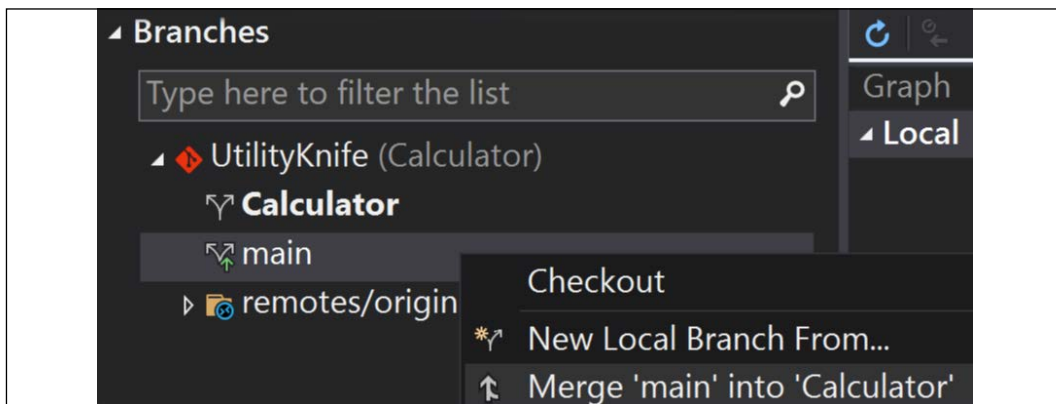 Branches
Type here to filter the list
Graph
Local
UtilityKnife (Calculator)
Calculator
main
remotes/origin
Checkout
New Local Branch From...
Merge 'main' into 'Calculator'